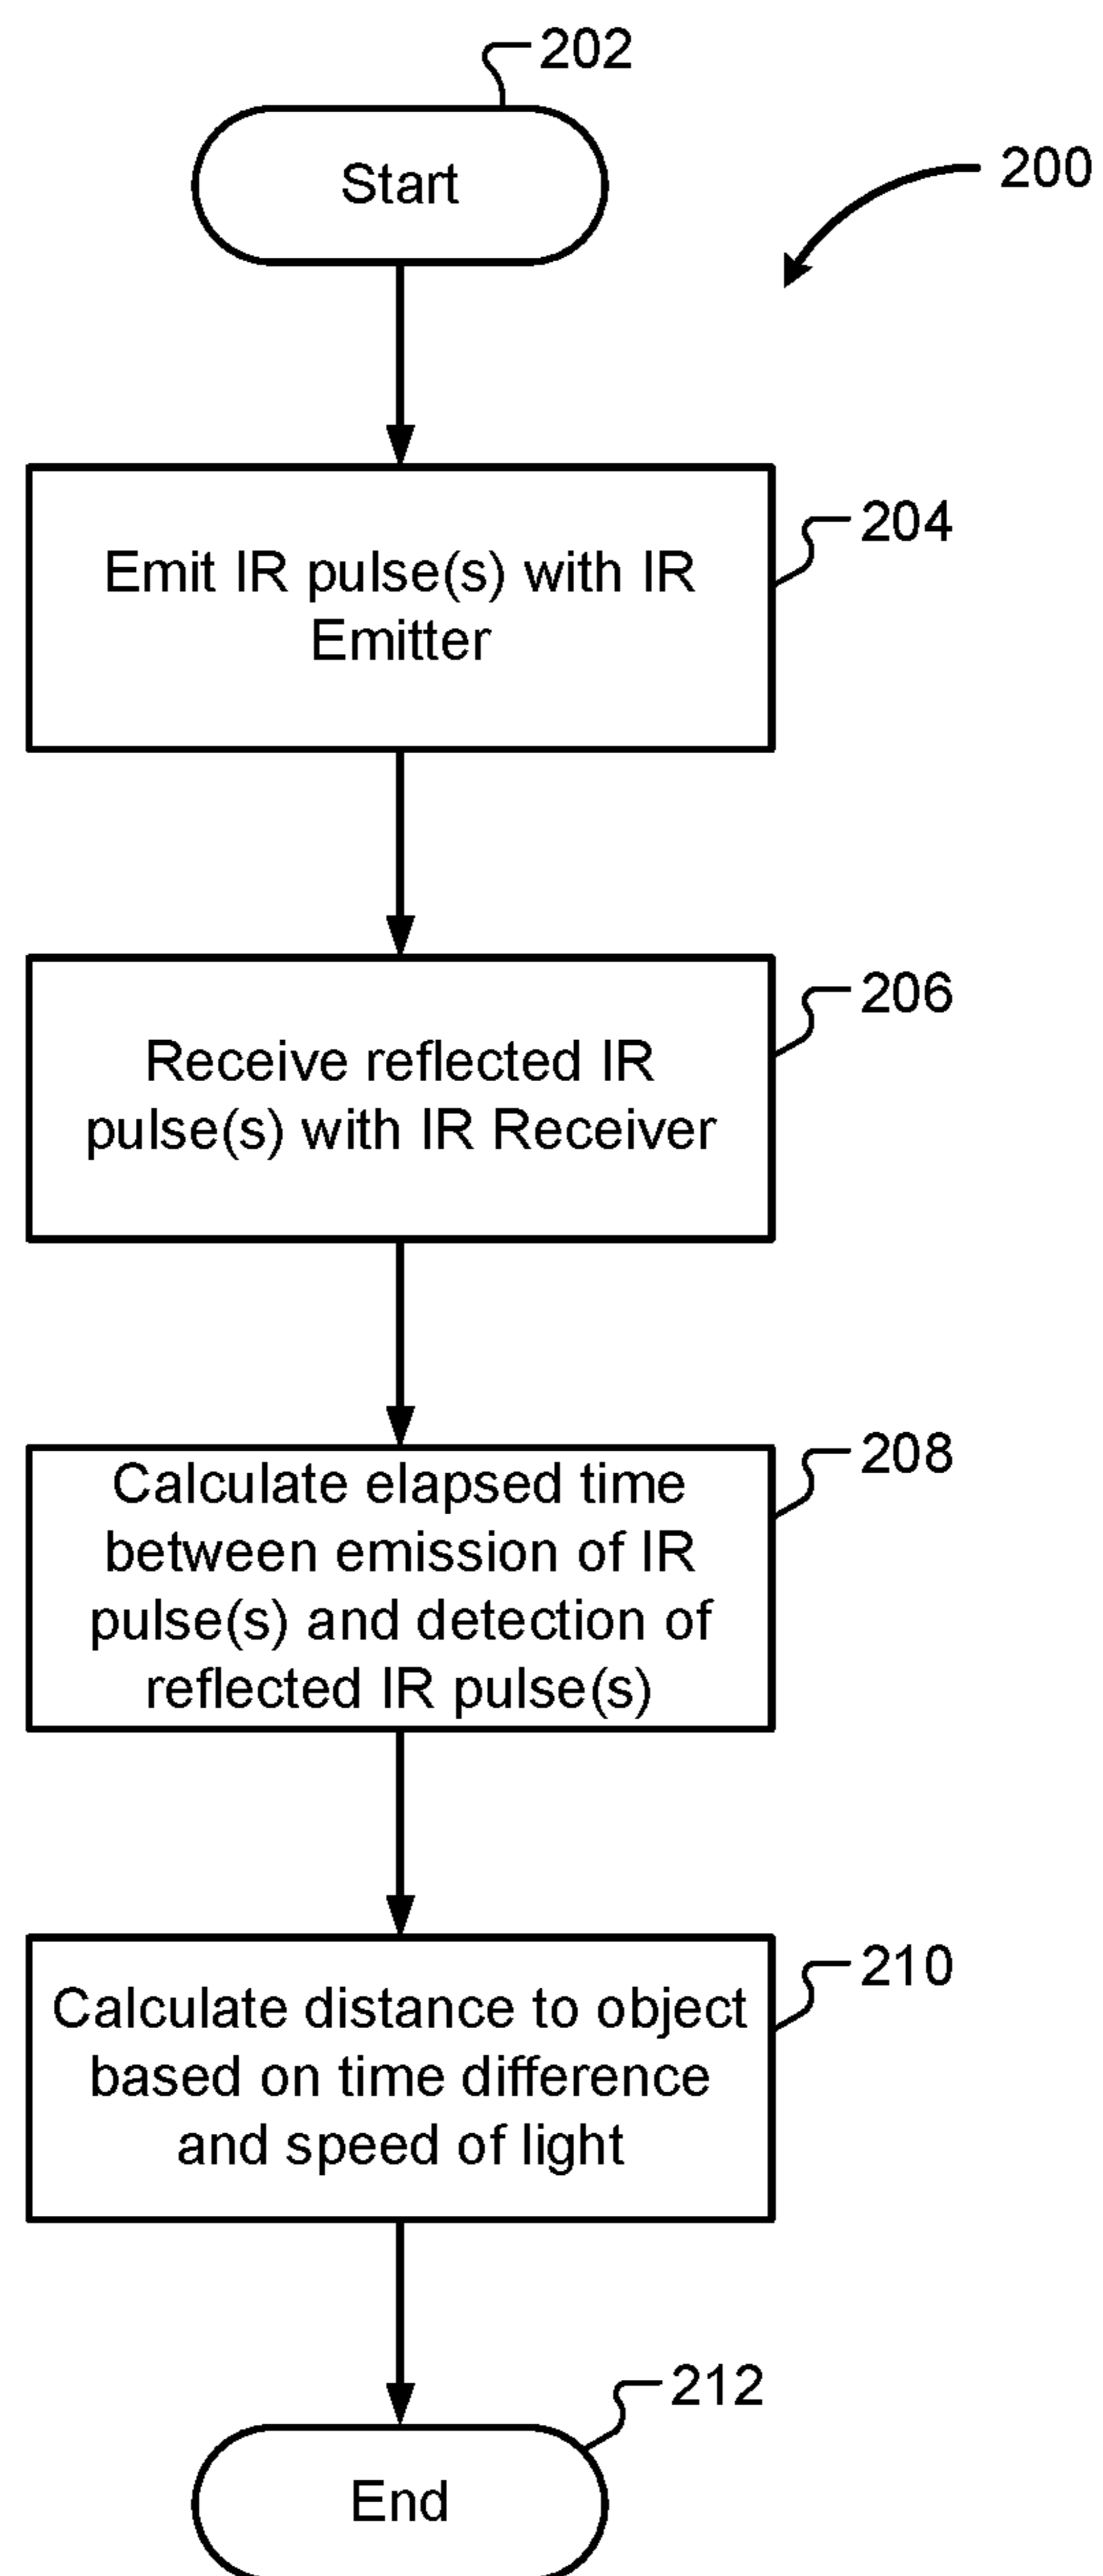 202
Start
200
204
Emit IR pulse(s) with IR
Emitter
206
Receive reflected IR
pulse(s) with IR Receiver
208
Calculate elapsed time
between emission of IR
pulse(s) and detection of
reflected IR pulse(s)
210
Calculate distance to object
based on time difference
and speed of light
212
End